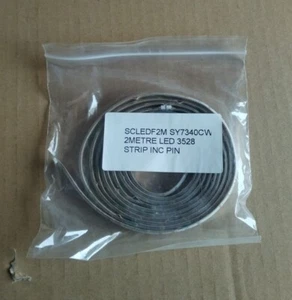 SCLEDF2M SY7340CW
2METRE LED 3528
STRIP INC PIN